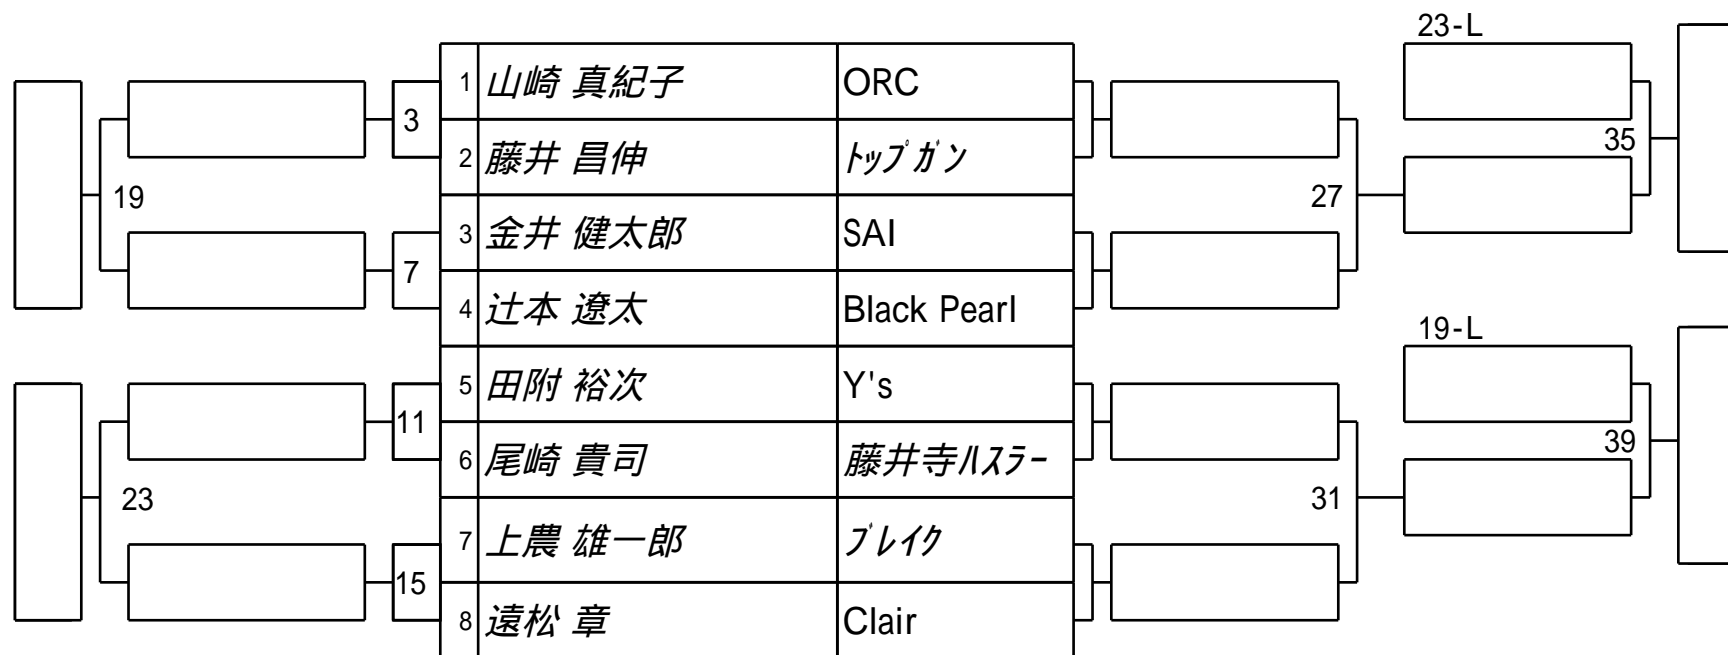 23-L
1 山崎 真紀子 ORC
3
2 藤井 昌伸 ﾄｯﾌﾟｶﾞﾝ
35
19
27
3 金井 健太郎 SAI
7
4 辻本 遼太 Black Pearl
19-L
5 田附 裕次 Y's
11
39
6 尾崎 貴司 藤井寺ﾊｽﾗｰ
23
31
7 上農 雄一郎 ﾌﾞﾚｲｸ
15
8 遠松 章 Clair